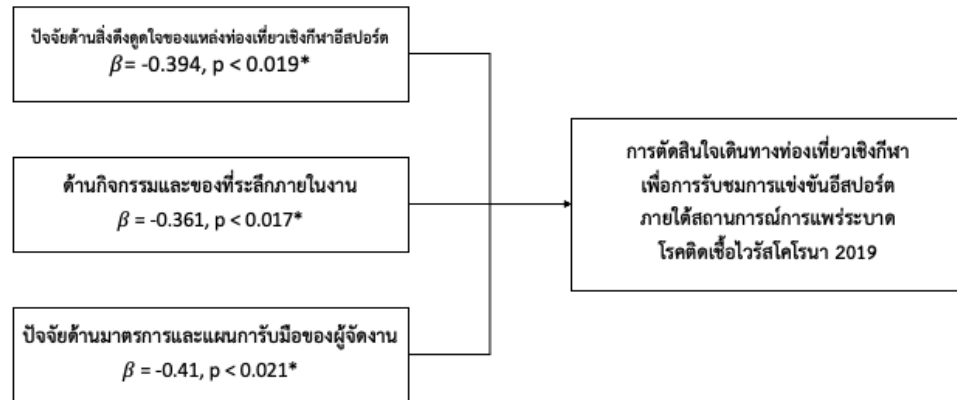 ปัจจัยด้านสิ่งดึงดูดใจของแหล่งท่องเที่ยวเชิงกีฬาอีสปอร์ต
β= -0.394, p < 0.019*
ด้านกิจกรรมและของที่ระลึกภายในงาน
β = -0.361, p < 0.017*
ปัจจัยด้านมาตรการและแผนการับมือของผู้จัดงาน
β = -0.41, p < 0.021*
การตัดสินใจเดินทางท่องเที่ยวเชิงกีฬา
เพื่อการรับชมการแข่งขันอีสปอร์ต
ภายใต้สถานการณ์การแพร่ระบาด
โรคติดเชื้อไวรัสโคโรนา 2019